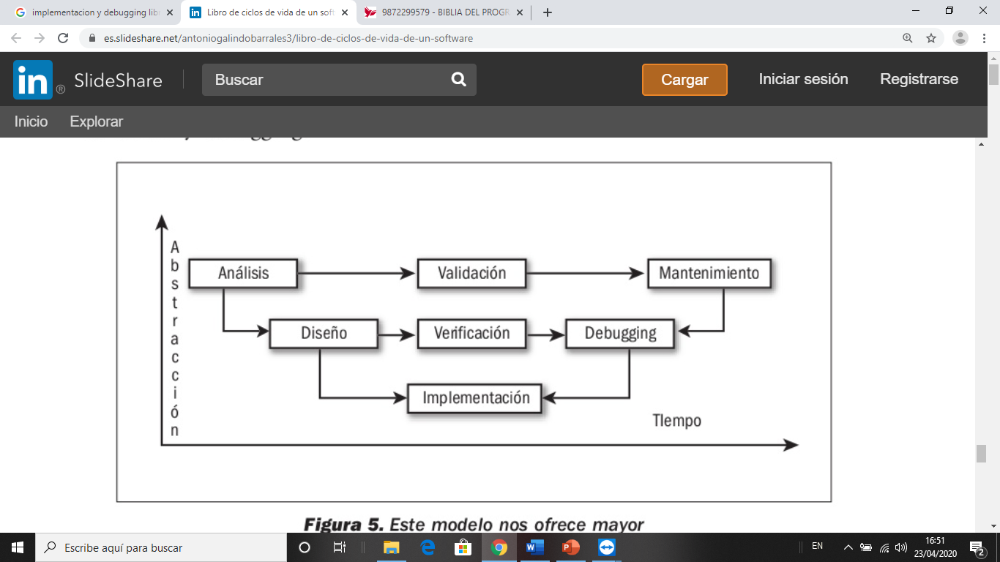 implementacion y debugging libr
Libro de ciclos de vida de un soft
9872299579 - BIBLIA DEL PROGR
es.slideshare.net/antoniogalindobarrales3/libro-de-ciclos-de-vida-de-un-software
in ® SlideShare
Buscar
Cargar
Iniciar sesión
Registrarse
Inicio
Explorar
Abstracción
Análisis
Validación
Mantenimiento
Diseño
Verificación
Debugging
Implementación
TIempo
Figura 5. Este modelo nos ofrece mayor
Escribe aquí para buscar
EN
16:51
23/04/2020
2